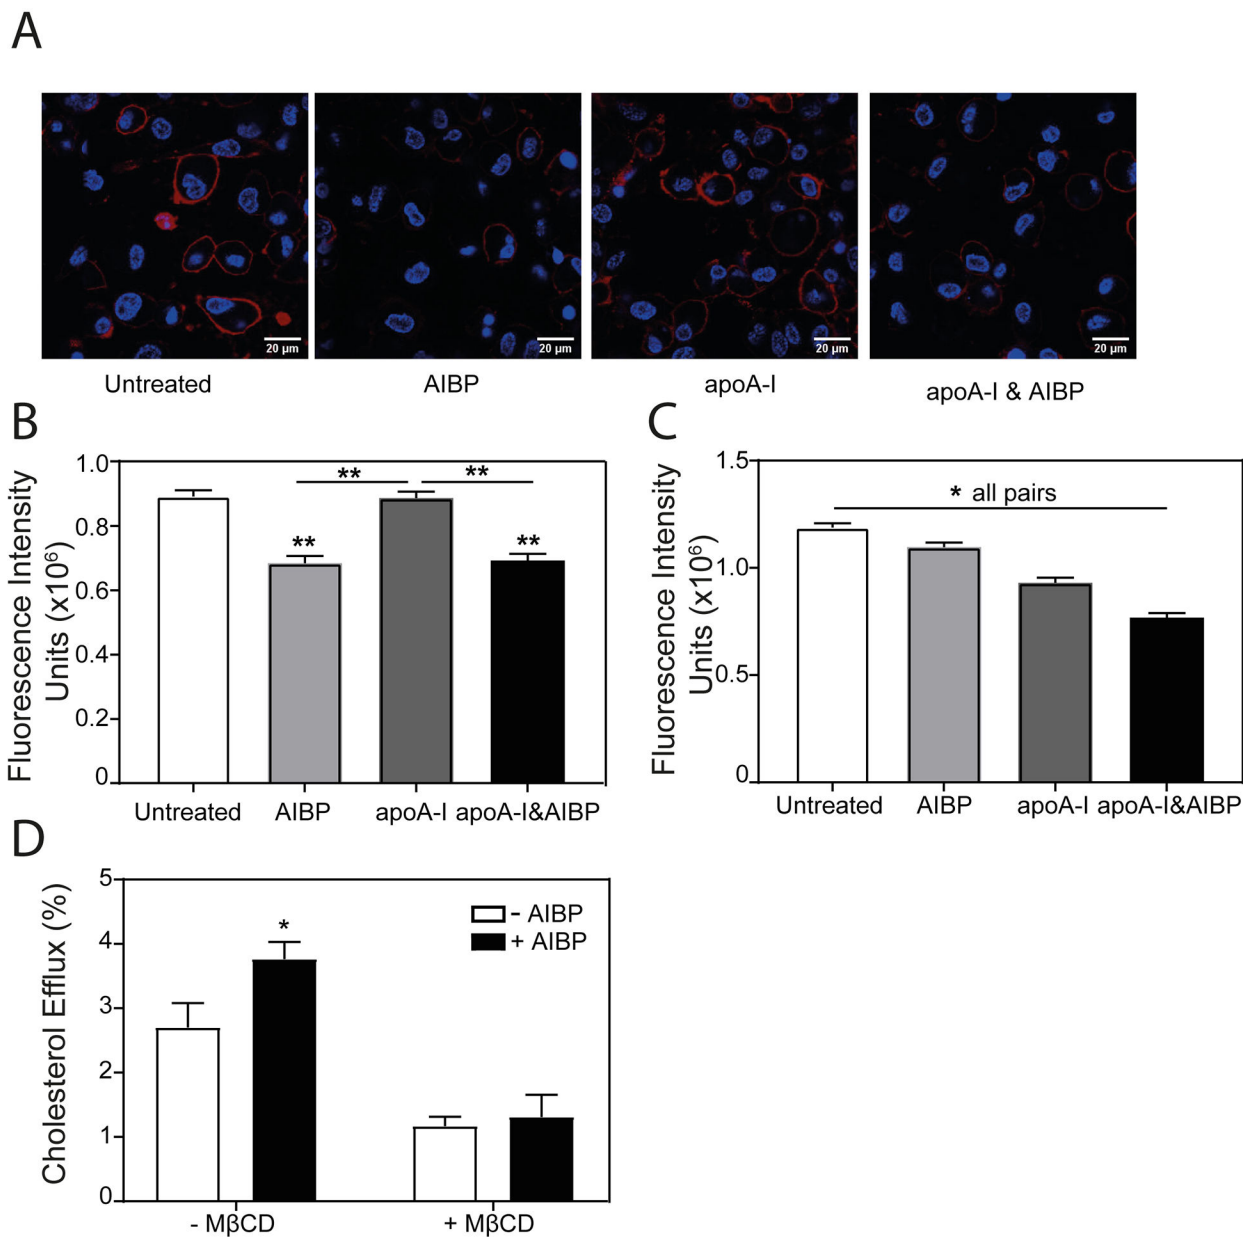 A
20 µm
20 µm
20 µm
20 µm
Untreated
AIBP
apoA-I
apoA-I & AIBP
B
Fluorescence Intensity
Units (x10⁶)
1.0
0.8
0.6
0.4
0.2
0
**
**
**
**
Untreated
AIBP
apoA-I
apoA-I&AIBP
C
Fluorescence Intensity
Units (x10⁶)
1.5
1.0
0.5
0
* all pairs
Untreated
AIBP
apoA-I
apoA-I&AIBP
D
Cholesterol Efflux (%)
5
4
3
2
1
0
*
- AIBP
+ AIBP
- MβCD
+ MβCD